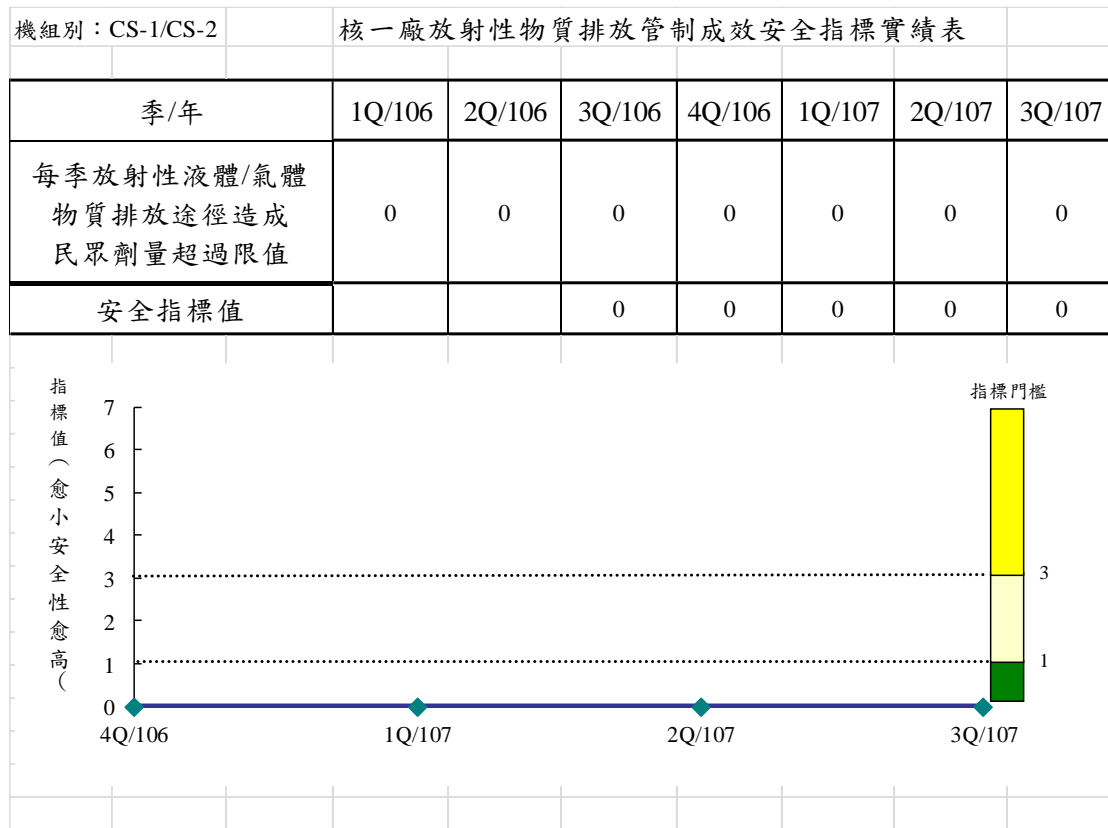 機組別：CS-1/CS-2 核一廠放射性物質排放管制成效安全指標實績表
季/年 1Q/106 2Q/106 3Q/106 4Q/106 1Q/107 2Q/107 3Q/107
每季放射性液體/氣體
物質排放途徑造成
民眾劑量超過限值
0 0 0 0 0 0 0
安全指標值 0 0 0 0 0
指標值（愈小安全性愈高（
指標門檻
7
6
5
4
3
2
1
0
3
1
4Q/106 1Q/107 2Q/107 3Q/107